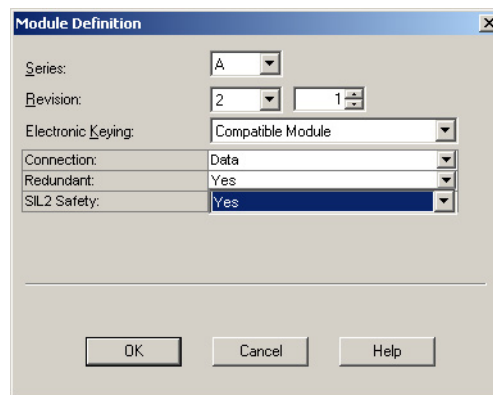 Module Definition
Series: A
Revision: 2 1
Electronic Keying: Compatible Module
Connection: Data
Redundant: Yes
SIL2 Safety: Yes
OK Cancel Help